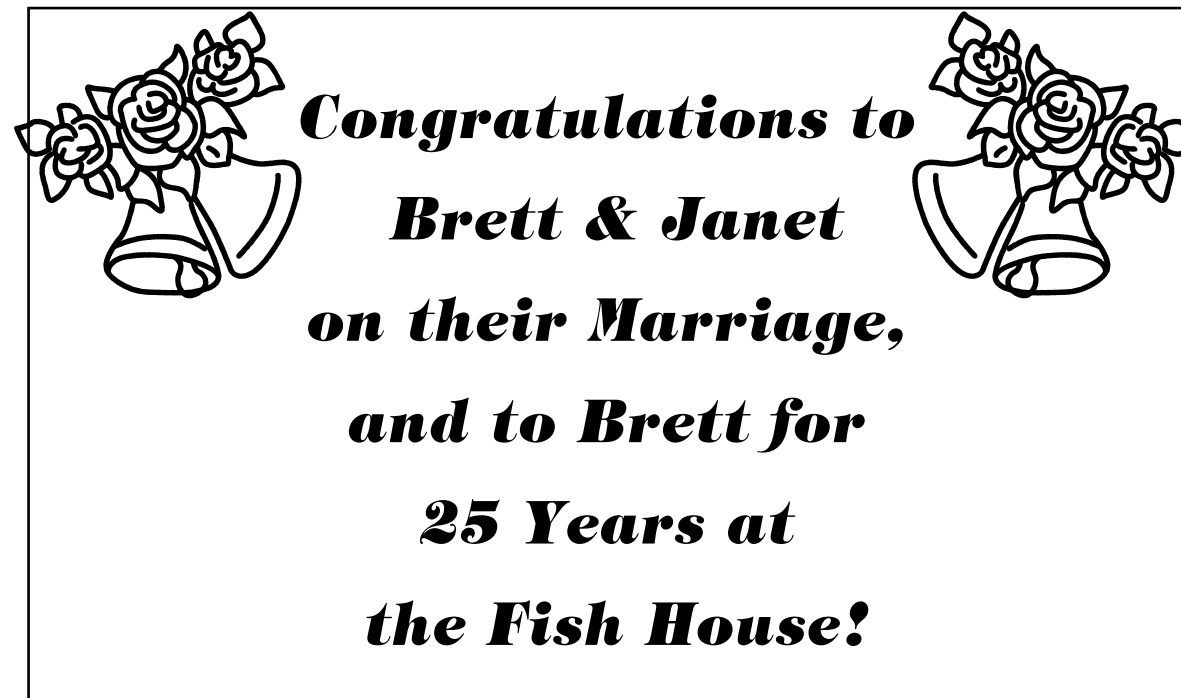 Congratulations to
Brett & Janet
on their Marriage,
and to Brett for
25 Years at
the Fish House!